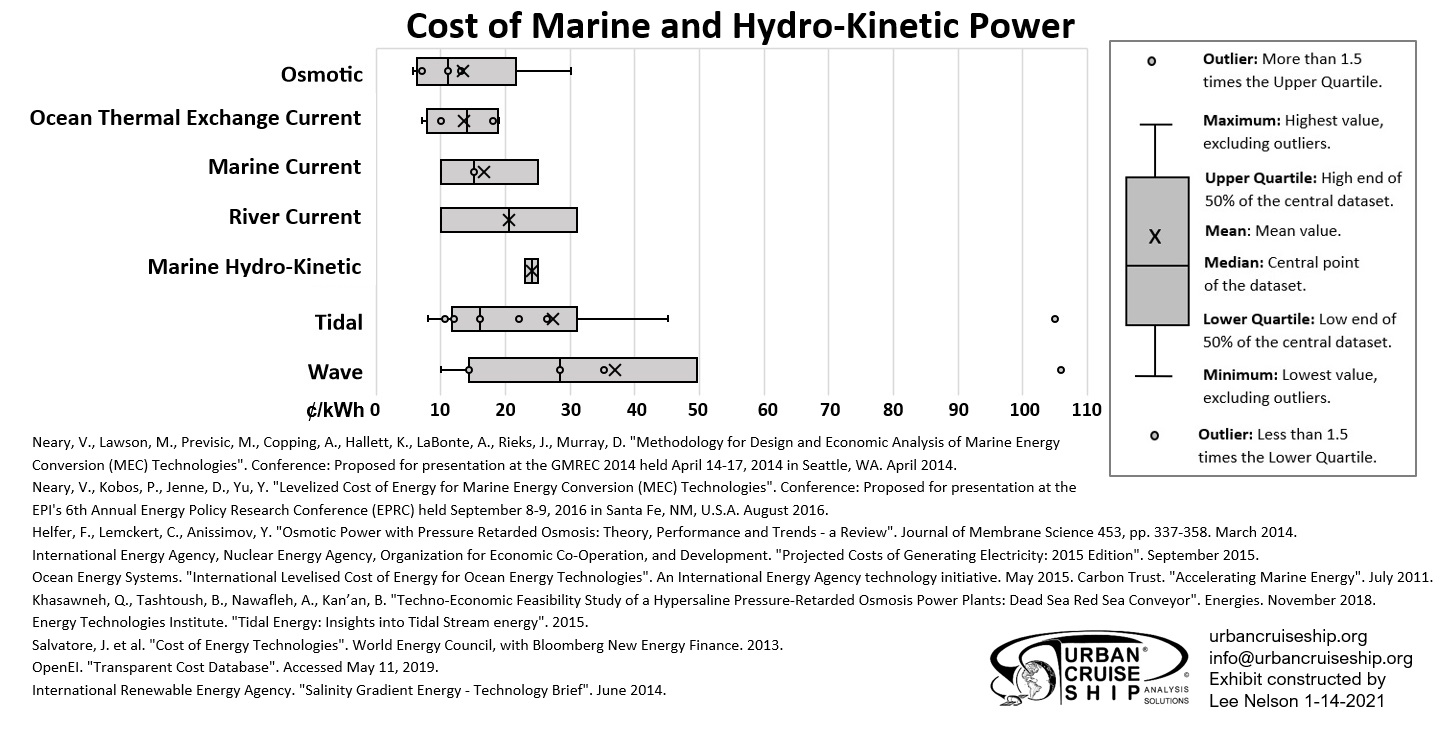 Cost of Marine and Hydro-Kinetic Power
Osmotic
Ocean Thermal Exchange Current
Marine Current
River Current
Marine Hydro-Kinetic
Tidal
Wave
¢/kWh 0 10 20 30 40 50 60 70 80 90 100 110
Outlier: More than 1.5
times the Upper Quartile.
Maximum: Highest value,
excluding outliers.
Upper Quartile: High end of
50% of the central dataset.
X
Mean: Mean value.
Median: Central point
of the dataset.
Lower Quartile: Low end of
50% of the central dataset.
Minimum: Lowest value,
excluding outliers.
Outlier: Less than 1.5
times the Lower Quartile.
Neary, V., Lawson, M., Previsic, M., Copping, A., Hallett, K., LaBonte, A., Rieks, J., Murray, D. "Methodology for Design and Economic Analysis of Marine Energy
Conversion (MEC) Technologies". Conference: Proposed for presentation at the GMREC 2014 held April 14-17, 2014 in Seattle, WA. April 2014.
Neary, V., Kobos, P., Jenne, D., Yu, Y. "Levelized Cost of Energy for Marine Energy Conversion (MEC) Technologies". Conference: Proposed for presentation at the
EPI's 6th Annual Energy Policy Research Conference (EPRC) held September 8-9, 2016 in Santa Fe, NM, U.S.A. August 2016.
Helfer, F., Lemckert, C., Anissimov, Y. "Osmotic Power with Pressure Retarded Osmosis: Theory, Performance and Trends - a Review". Journal of Membrane Science 453, pp. 337-358. March 2014.
International Energy Agency, Nuclear Energy Agency, Organization for Economic Co-Operation, and Development. "Projected Costs of Generating Electricity: 2015 Edition". September 2015.
Ocean Energy Systems. "International Levelised Cost of Energy for Ocean Energy Technologies". An International Energy Agency technology initiative. May 2015. Carbon Trust. "Accelerating Marine Energy". July 2011.
Khasawneh, Q., Tashtoush, B., Nawafleh, A., Kan’an, B. "Techno-Economic Feasibility Study of a Hypersaline Pressure-Retarded Osmosis Power Plants: Dead Sea Red Sea Conveyor". Energies. November 2018.
Energy Technologies Institute. "Tidal Energy: Insights into Tidal Stream energy". 2015.
Salvatore, J. et al. "Cost of Energy Technologies". World Energy Council, with Bloomberg New Energy Finance. 2013.
OpenEI. "Transparent Cost Database". Accessed May 11, 2019.
International Renewable Energy Agency. "Salinity Gradient Energy - Technology Brief". June 2014.
URBAN®
CRUISE
SHIP©
ANALYSIS
SOLUTIONS
urbancruiseship.org
info@urbancruiseship.org
Exhibit constructed by
Lee Nelson 1-14-2021